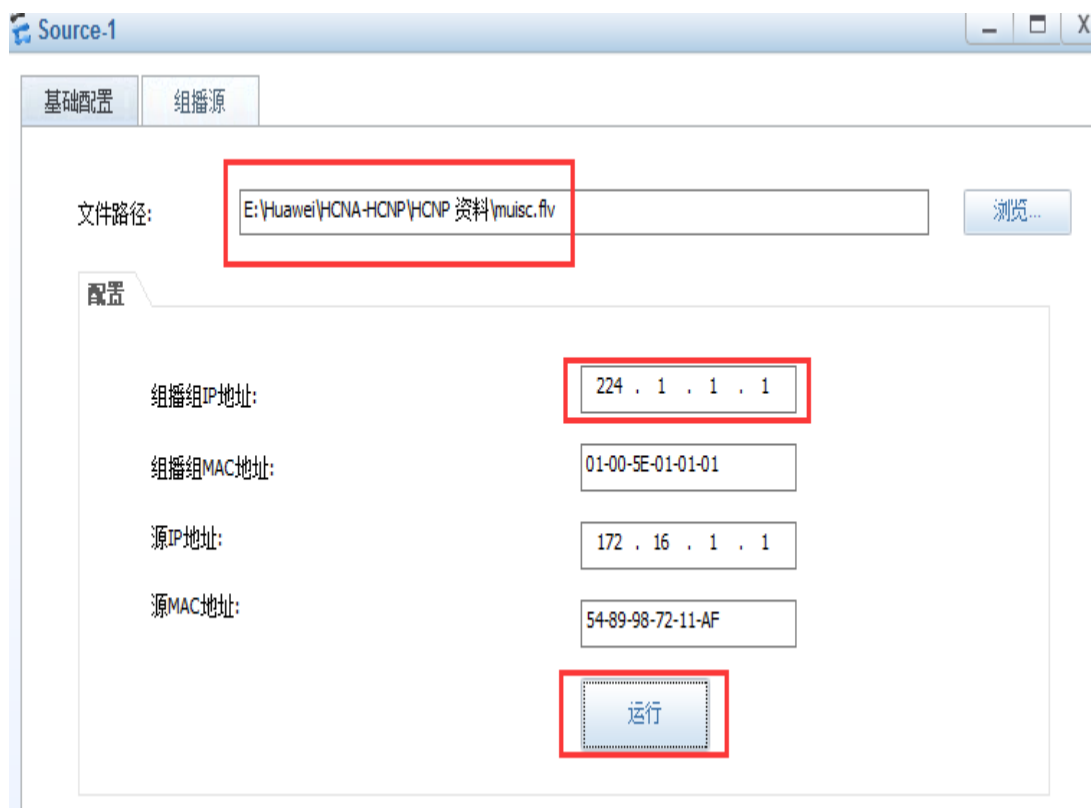 Source-1
基础配置 组播源
文件路径: E:\Huawei\HCNA-HCNP\HCNP 资料\muisc.flv 浏览...
配置
组播组IP地址: 224 . 1 . 1 . 1
组播组MAC地址: 01-00-5E-01-01-01
源IP地址: 172 . 16 . 1 . 1
源MAC地址: 54-89-98-72-11-AF
运行